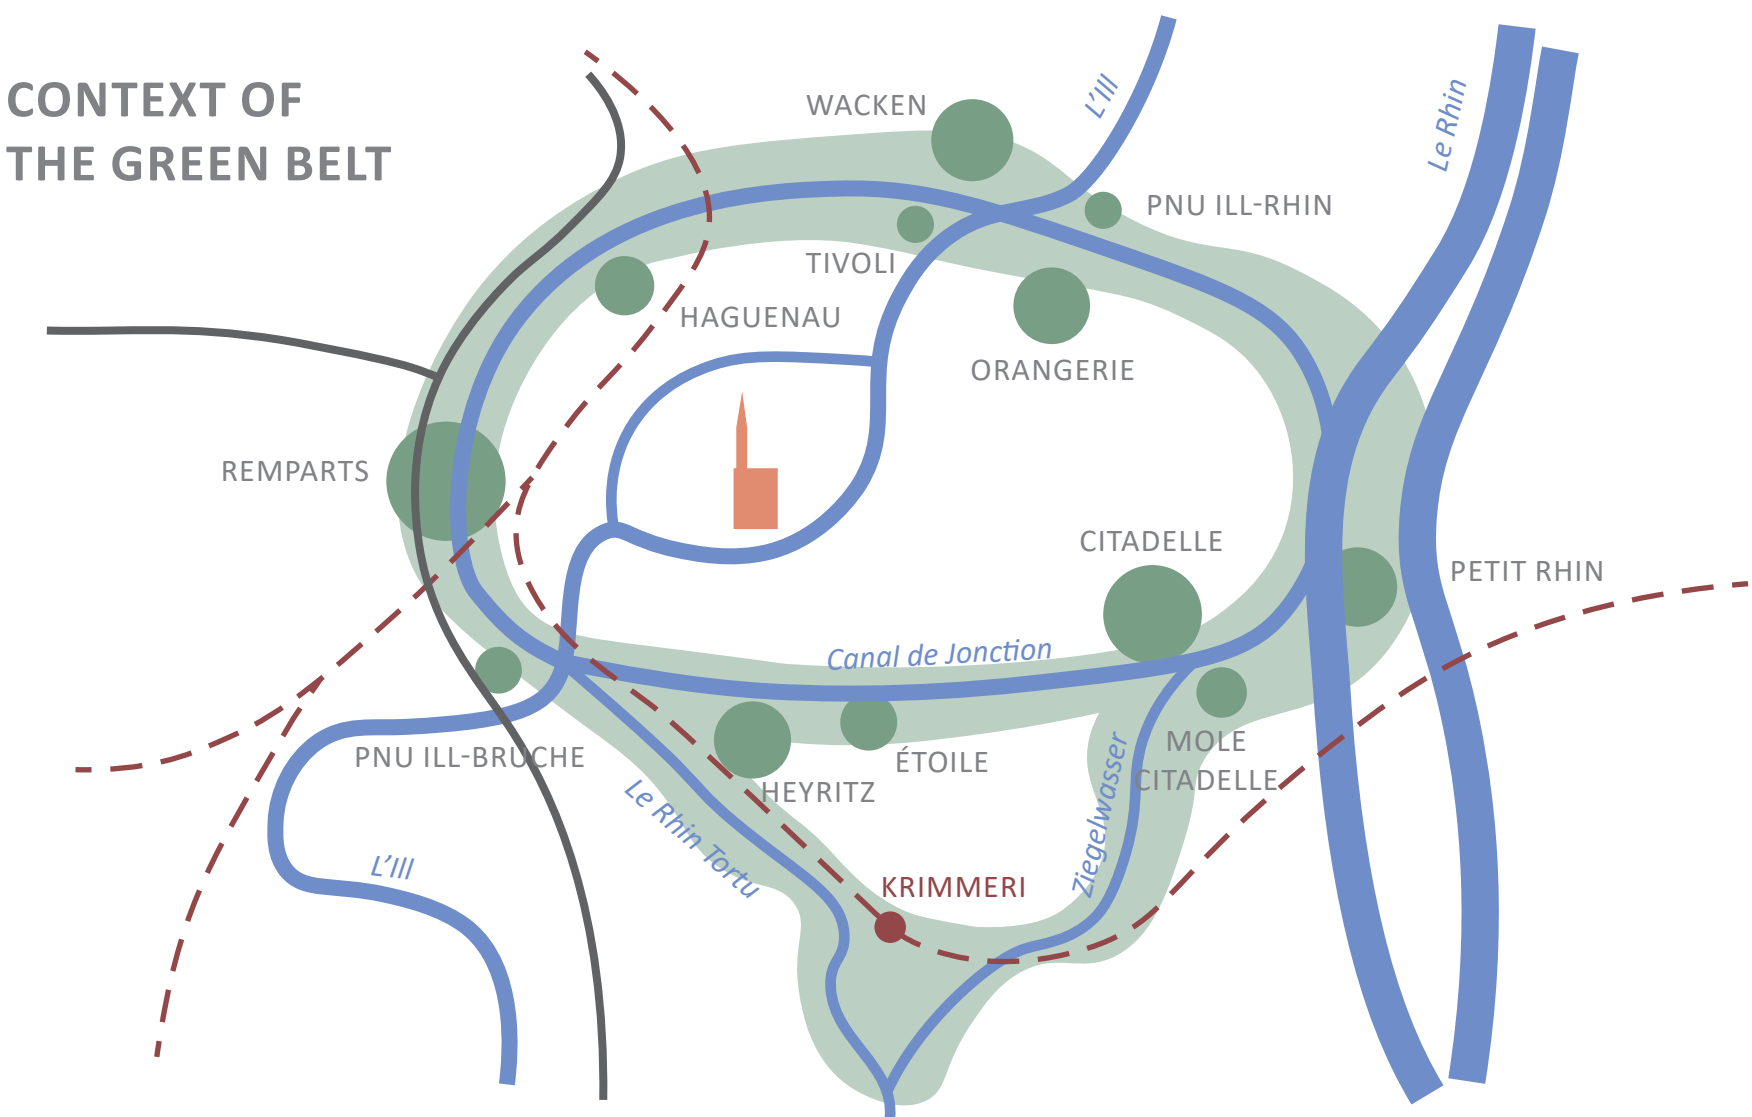 CONTEXT OF
THE GREEN BELT
WACKEN
L'Ill
Le Rhin
PNU ILL-RHIN
TIVOLI
HAGUENAU
ORANGERIE
REMPARTS
CITADELLE
PETIT RHIN
Canal de Jonction
PNU ILL-BRUCHE
HEYRITZ
ÉTOILE
MOLE
CITADELLE
Le Rhin Tortu
Ziegelwasser
L'Ill
KRIMMERI